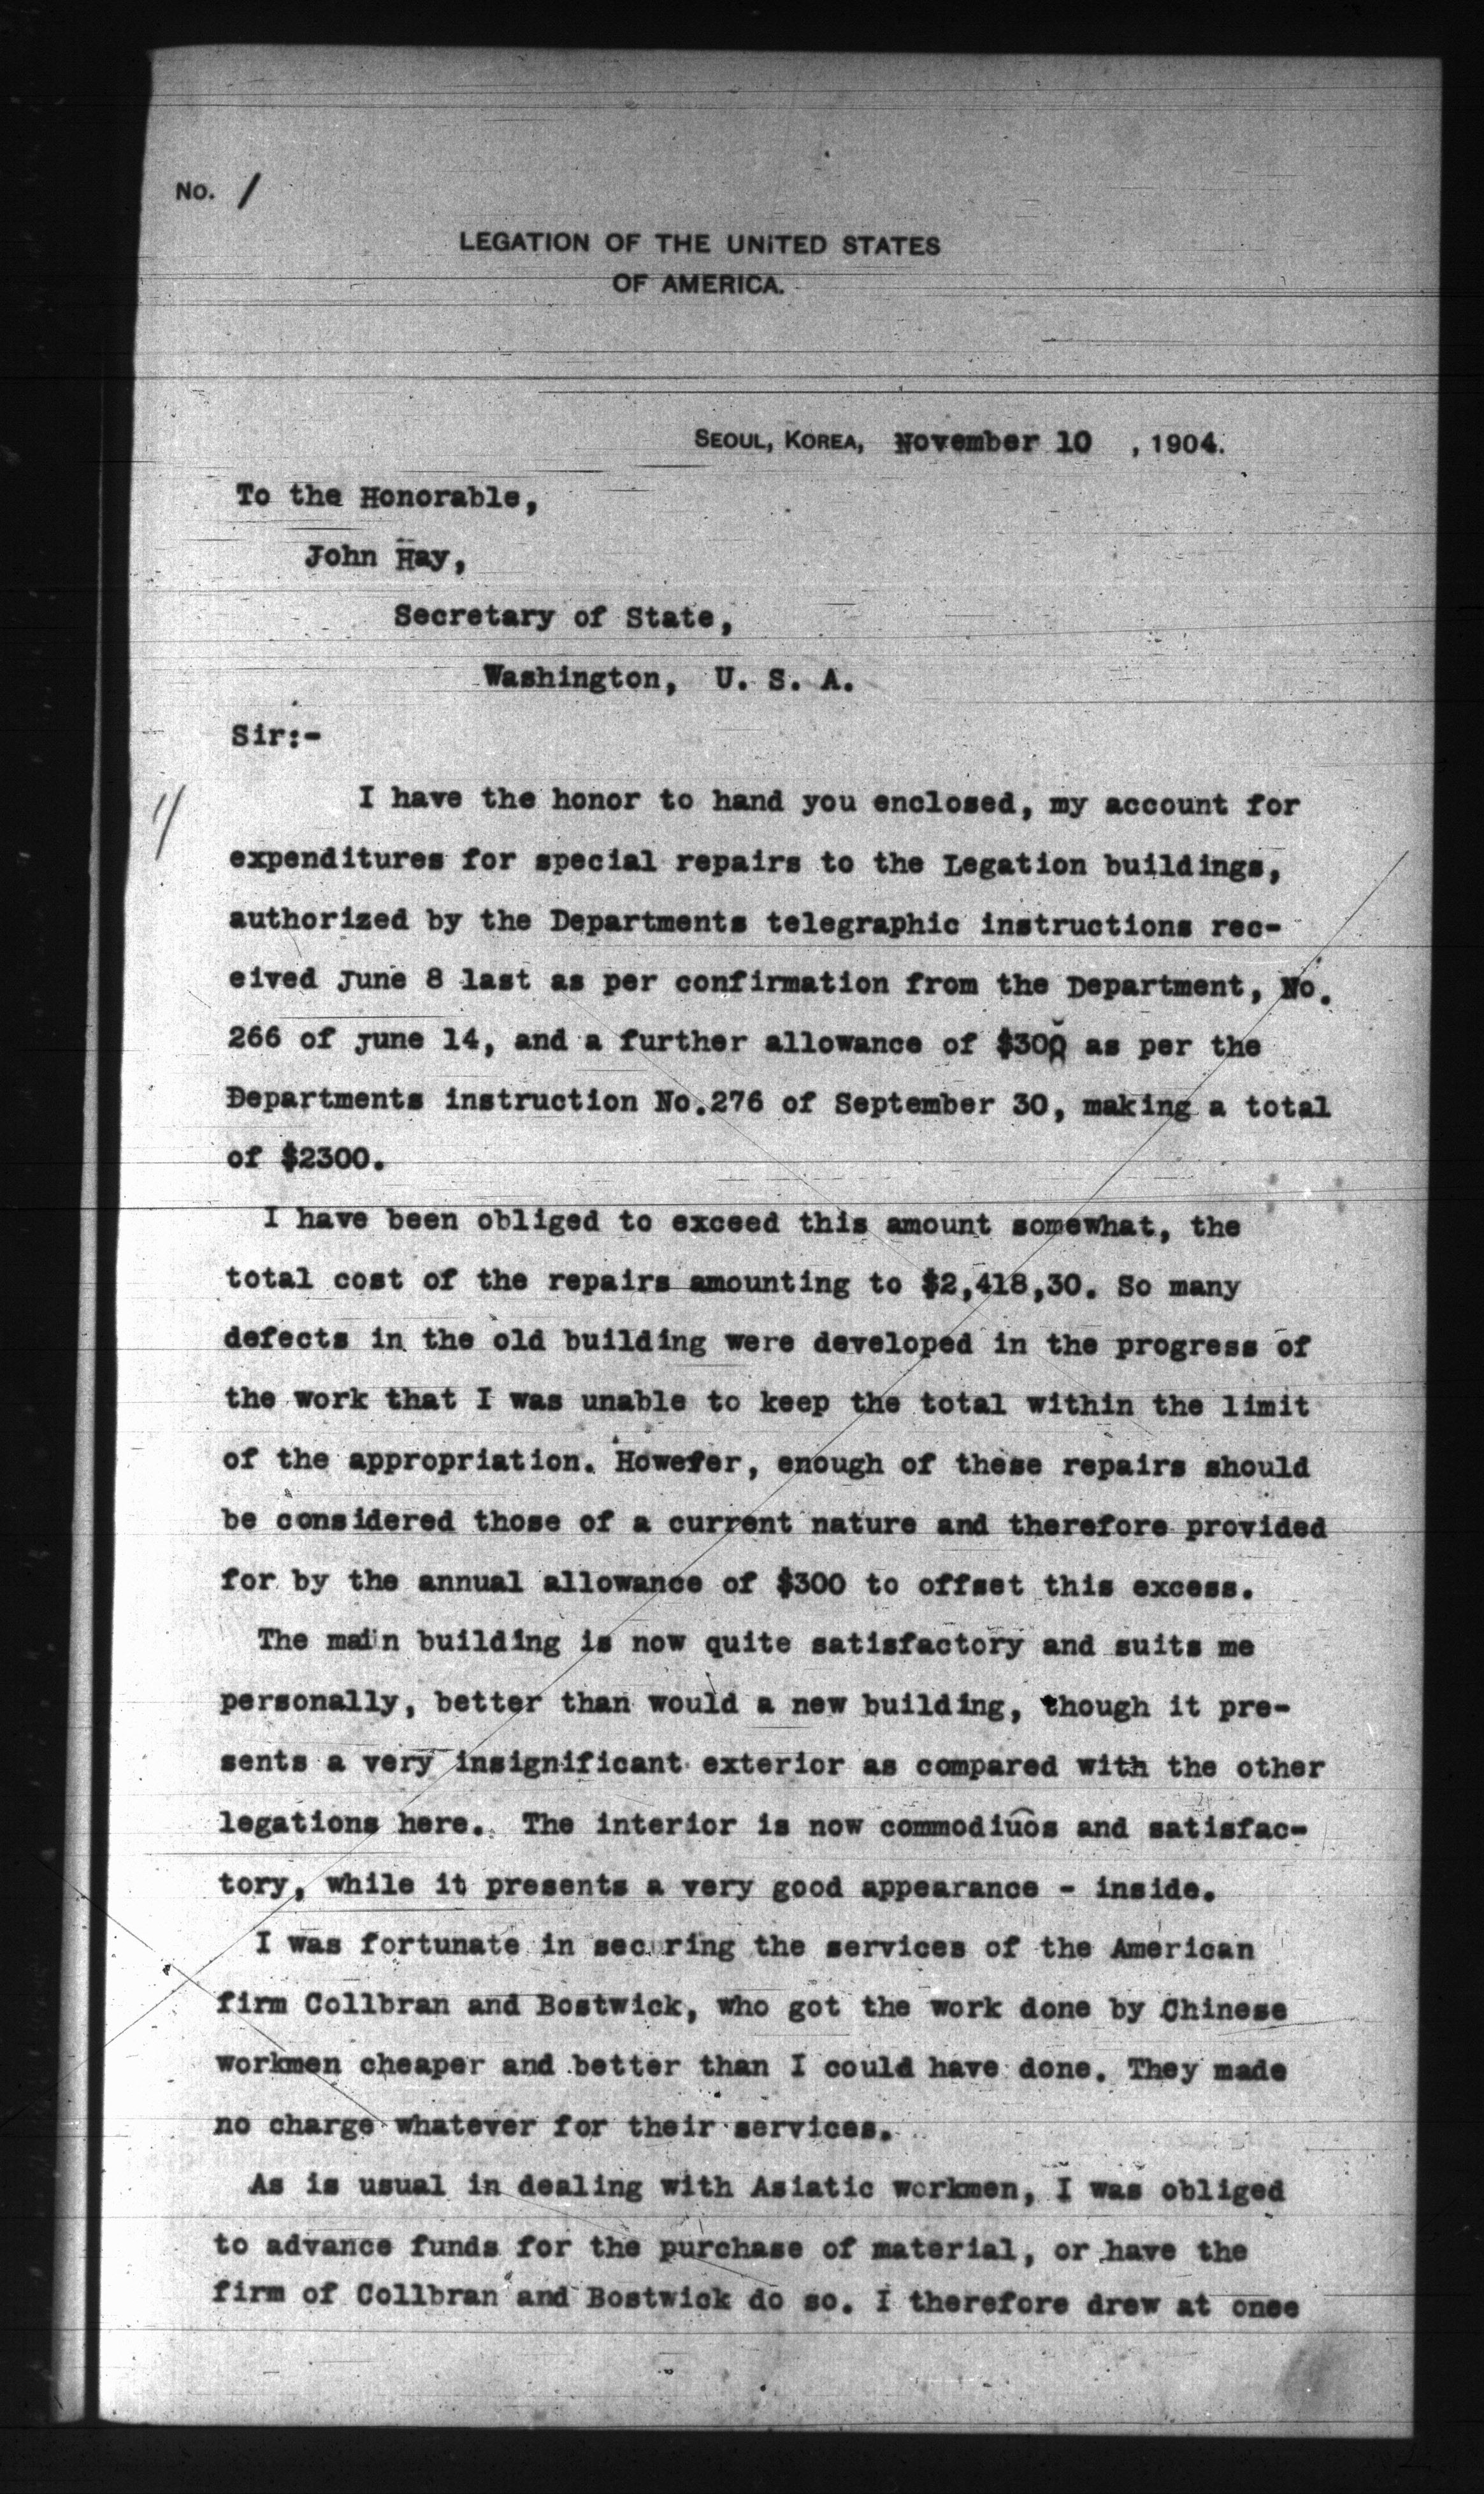 No. 1
LEGATION OF THE UNITED STATES
OF AMERICA.
SEOUL, KOREA, November 10 , 1904.
To the Honorable,
John Hay,
Secretary of State,
Washington, U. S. A.
Sir:-
I have the honor to hand you enclosed, my account for
expenditures for special repairs to the Legation buildings,
authorized by the Departments telegraphic instructions rec-
eived June 8 last as per confirmation from the Department, No.
266 of June 14, and a further allowance of $300 as per the
Departments instruction No.276 of September 30, making a total
of $2300.
I have been obliged to exceed this amount somewhat, the
total cost of the repairs amounting to $2,418,30. So many
defects in the old building were developed in the progress of
the work that I was unable to keep the total within the limit
of the appropriation. Howefer, enough of these repairs should
be considered those of a current nature and therefore provided
for by the annual allowance of $300 to offset this excess.
The main building is now quite satisfactory and suits me
personally, better than would a new building, though it pre-
sents a very insignificant exterior as compared with the other
legations here. The interior is now commodiuos and satisfac-
tory, while it presents a very good appearance - inside.
I was fortunate in securing the services of the American
firm Collbran and Bostwick, who got the work done by Chinese
workmen cheaper and better than I could have done. They made
no charge whatever for their services.
As is usual in dealing with Asiatic workmen, I was obliged
to advance funds for the purchase of material, or have the
firm of Collbran and Bostwick do so. I therefore drew at once